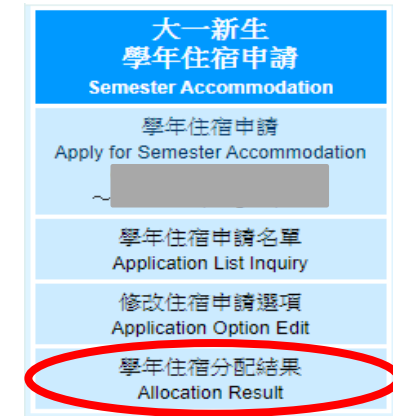 大一新生
學年住宿申請
Semester Accommodation
學年住宿申請
Apply for Semester Accommodation
～
學年住宿申請名單
Application List Inquiry
修改住宿申請選項
Application Option Edit
學年住宿分配結果
Allocation Result